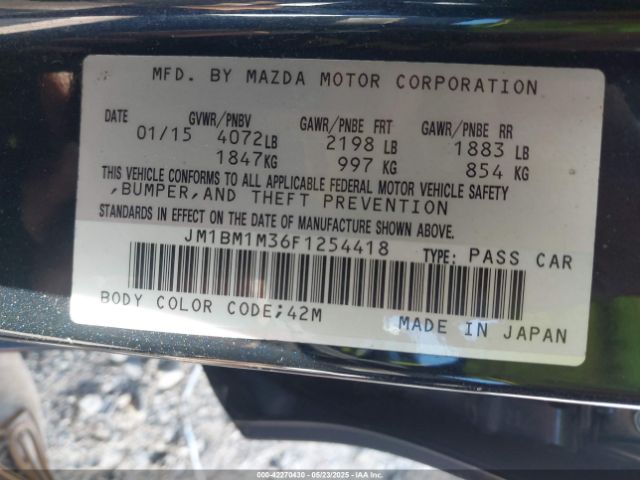 MFD. BY MAZDA MOTOR CORPORATION
DATE GVWR/PNBV GAWR/PNBE FRT GAWR/PNBE RR
01/15 4072LB 2198 LB 1883 LB
1847KG 997 KG 854 KG
THIS VEHICLE CONFORMS TO ALL APPLICABLE FEDERAL MOTOR VEHICLE SAFETY
,BUMPER,AND THEFT PREVENTION
STANDARDS IN EFFECT ON THE DATE OF MANUFACTURE SHOWN ABOVE.
JM1BM1M36F1254418 TYPE: PASS CAR
BODY COLOR CODE;42M MADE IN JAPAN
000-42270430 - 05/23/2025 - Copyright © IAA